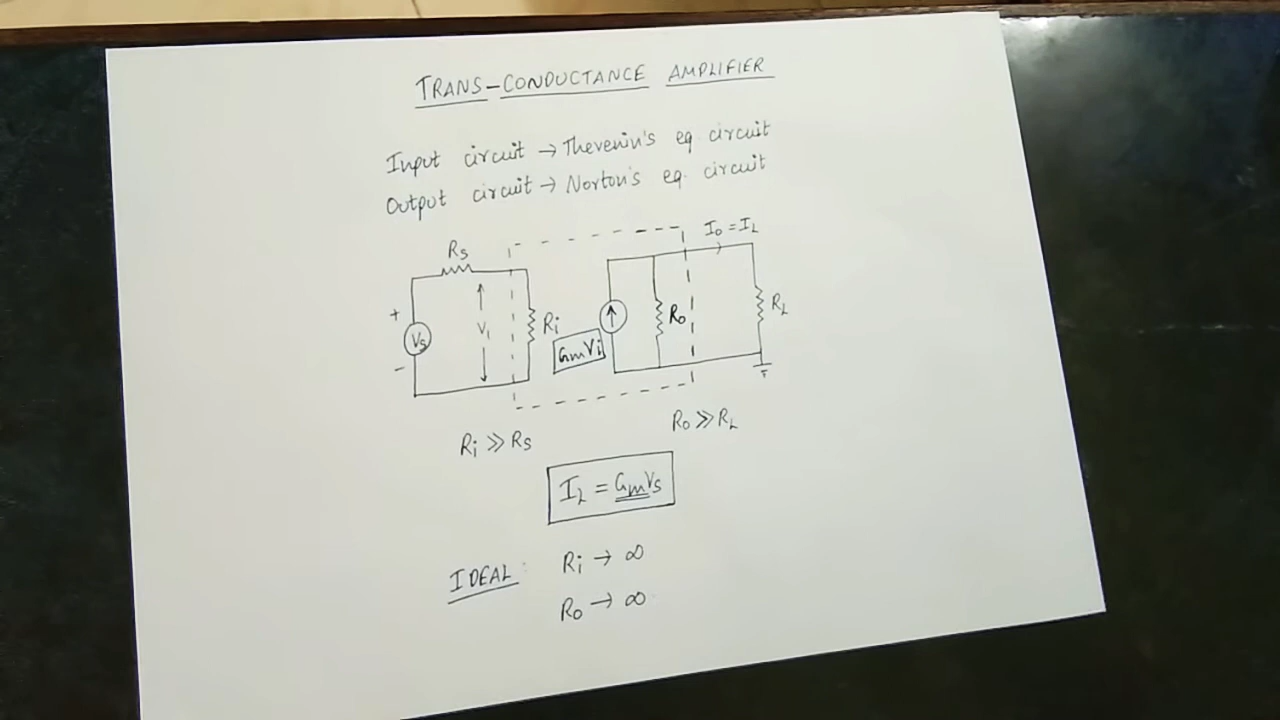 TRANS-CONDUCTANCE AMPLIFIER
Input circuit → Thevenin's eq circuit
Output circuit → Norton's eq. circuit
Io = IL
Rs
+
Vs
-
Vi
Ri
GmVi
Ro
RL
Ri ≫ Rs
Ro ≫ RL
IL = GmVs
IDEAL: Ri → ∞
Ro → ∞